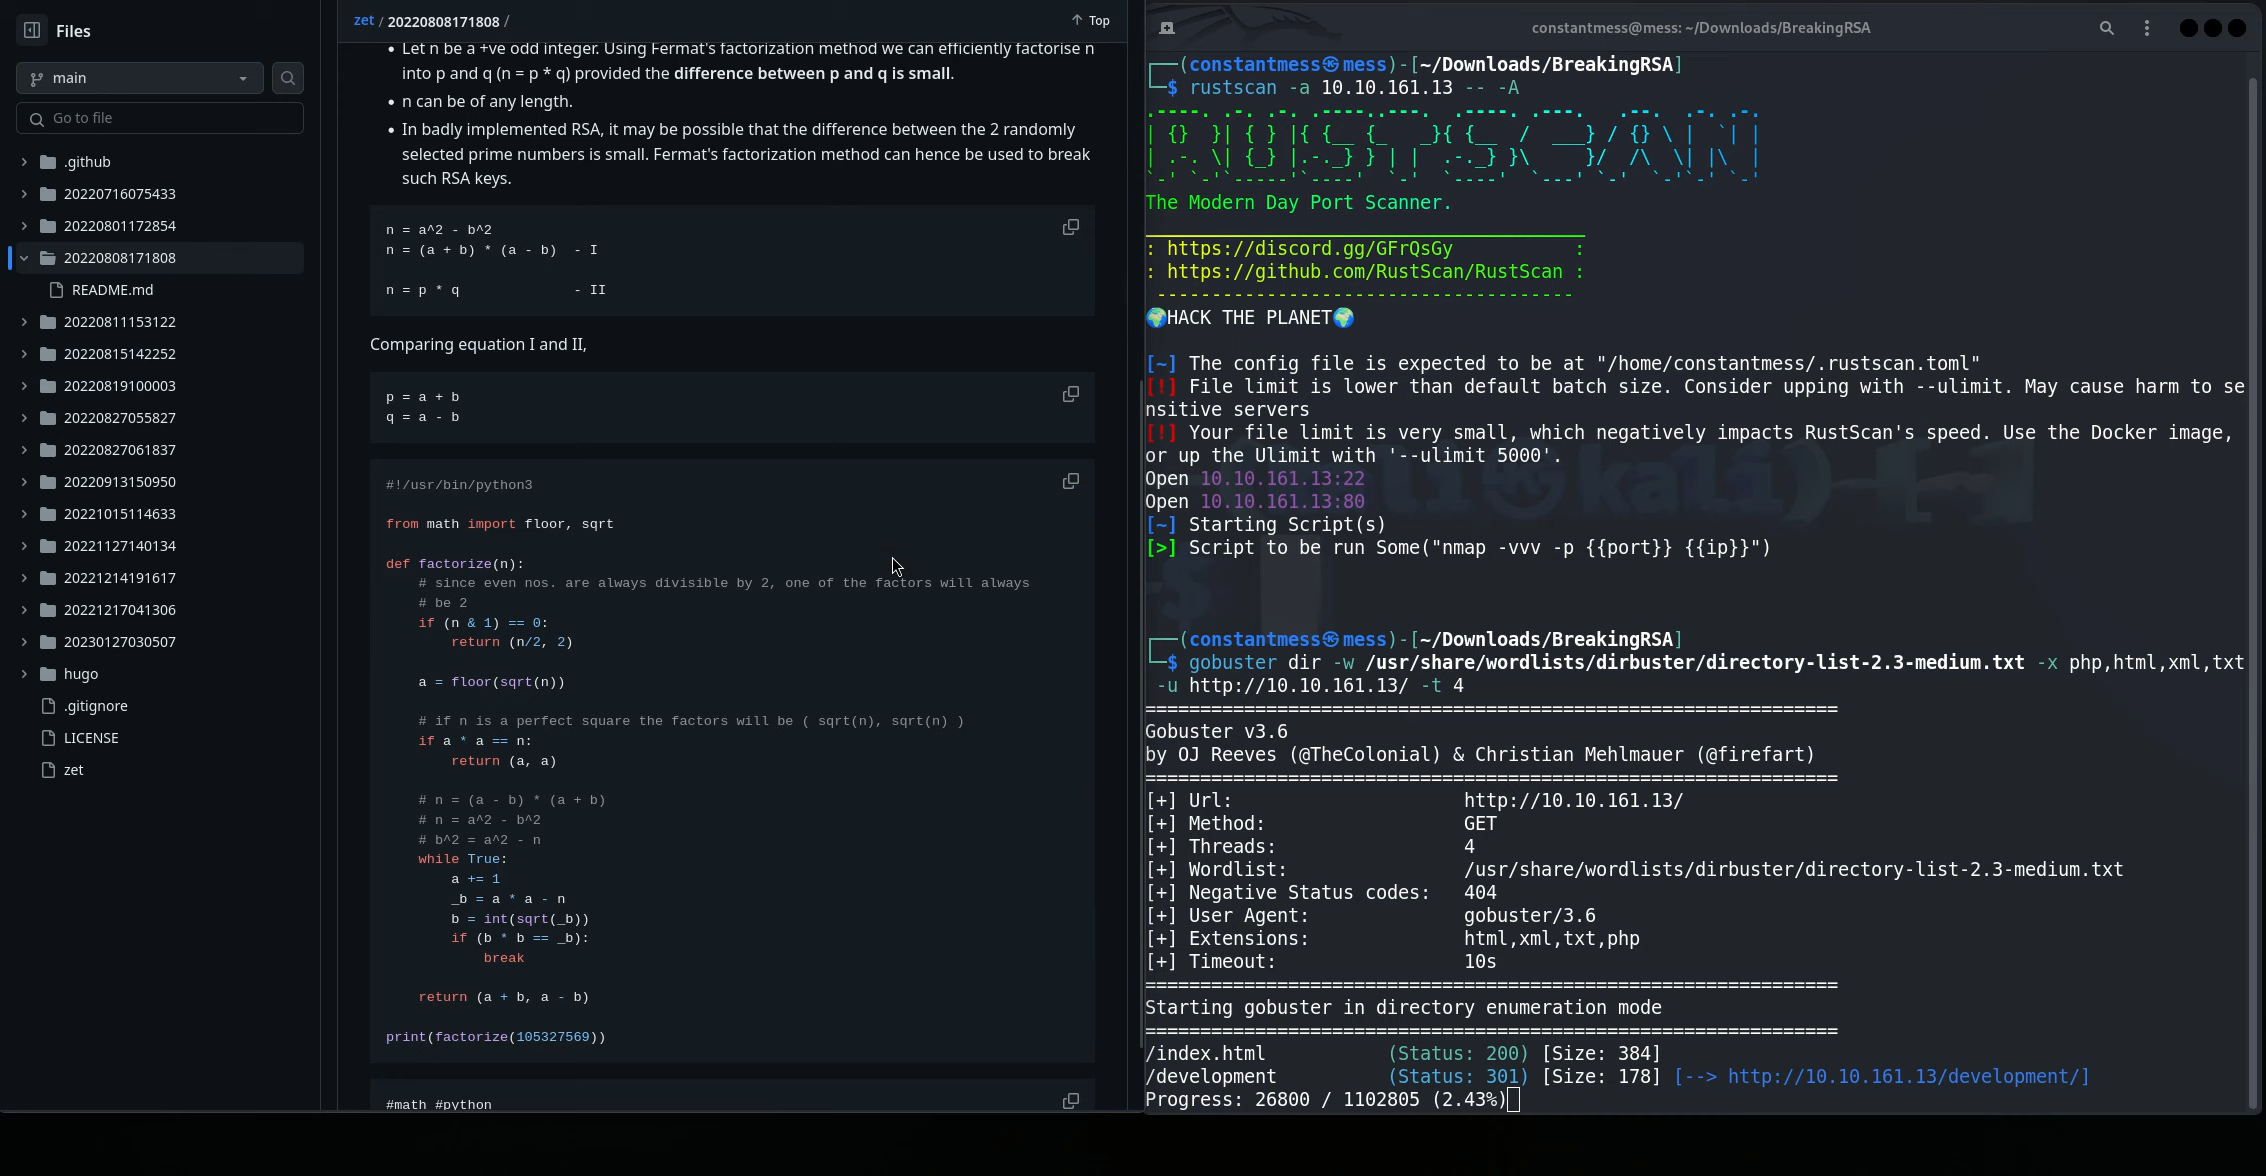 Files
main
Go to file
.github
20220716075433
20220801172854
20220808171808
README.md
20220811153122
20220815142252
20220819100003
20220827055827
20220827061837
20220913150950
20221015114633
20221127140134
20221214191617
20221217041306
20230127030507
hugo
.gitignore
LICENSE
zet
zet / 20220808171808 /
Top
Let n be a +ve odd integer. Using Fermat's factorization method we can efficiently factorise n
into p and q (n = p * q) provided the difference between p and q is small.
n can be of any length.
In badly implemented RSA, it may be possible that the difference between the 2 randomly
selected prime numbers is small. Fermat's factorization method can hence be used to break
such RSA keys.
n = a^2 - b^2
n = (a + b) * (a - b)  - I
n = p * q              - II
Comparing equation I and II,
p = a + b
q = a - b
#!/usr/bin/python3
from math import floor, sqrt
def factorize(n):
    # since even nos. are always divisible by 2, one of the factors will always
    # be 2
    if (n & 1) == 0:
        return (n/2, 2)
    a = floor(sqrt(n))
    # if n is a perfect square the factors will be ( sqrt(n), sqrt(n) )
    if a * a == n:
        return (a, a)
    # n = (a - b) * (a + b)
    # n = a^2 - b^2
    # b^2 = a^2 - n
    while True:
        a += 1
        _b = a * a - n
        b = int(sqrt(_b))
        if (b * b == _b):
            break
    return (a + b, a - b)
print(factorize(105327569))
#math #python
constantmess@mess: ~/Downloads/BreakingRSA
┌──(constantmess㉿mess)-[~/Downloads/BreakingRSA]
└─$ rustscan -a 10.10.161.13 -- -A
.----. .-. .-. .----..---.  .----. .---.   .--.  .-. .-.
| {}  }| { } |{ {__ {_   _}{ {__  /  ___} / {} \ |  `| |
| .-. \| {_} |.-._} } | |  .-._} }\     }/  /\  \| |\  |
`-' `-'`-----'`----'  `-'  `----'  `---' `-'  `-'`-' `-'
The Modern Day Port Scanner.
________________________________________
: https://discord.gg/GFrQsGy           :
: https://github.com/RustScan/RustScan :
 --------------------------------------
🌍HACK THE PLANET🌍
[~] The config file is expected to be at "/home/constantmess/.rustscan.toml"
[!] File limit is lower than default batch size. Consider upping with --ulimit. May cause harm to se
nsitive servers
[!] Your file limit is very small, which negatively impacts RustScan's speed. Use the Docker image,
or up the Ulimit with '--ulimit 5000'.
Open 10.10.161.13:22
Open 10.10.161.13:80
[~] Starting Script(s)
[>] Script to be run Some("nmap -vvv -p {{port}} {{ip}}")
┌──(constantmess㉿mess)-[~/Downloads/BreakingRSA]
└─$ gobuster dir -w /usr/share/wordlists/dirbuster/directory-list-2.3-medium.txt -x php,html,xml,txt
 -u http://10.10.161.13/ -t 4
===============================================================
Gobuster v3.6
by OJ Reeves (@TheColonial) & Christian Mehlmauer (@firefart)
===============================================================
[+] Url:                     http://10.10.161.13/
[+] Method:                  GET
[+] Threads:                 4
[+] Wordlist:                /usr/share/wordlists/dirbuster/directory-list-2.3-medium.txt
[+] Negative Status codes:   404
[+] User Agent:              gobuster/3.6
[+] Extensions:              html,xml,txt,php
[+] Timeout:                 10s
===============================================================
Starting gobuster in directory enumeration mode
===============================================================
/index.html           (Status: 200) [Size: 384]
/development          (Status: 301) [Size: 178] [--> http://10.10.161.13/development/]
Progress: 26800 / 1102805 (2.43%)